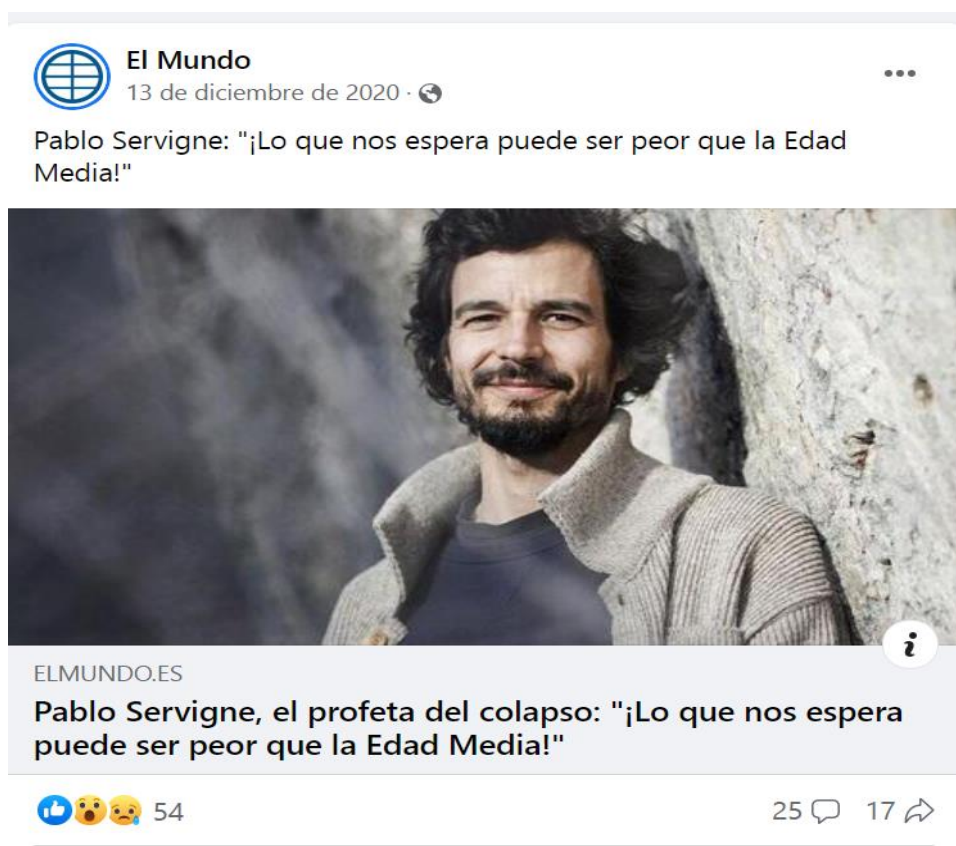 El Mundo
13 de diciembre de 2020 ·
Pablo Servigne: "¡Lo que nos espera puede ser peor que la Edad
Media!"
i
ELMUNDO.ES
Pablo Servigne, el profeta del colapso: "¡Lo que nos espera
puede ser peor que la Edad Media!"
54 25 17